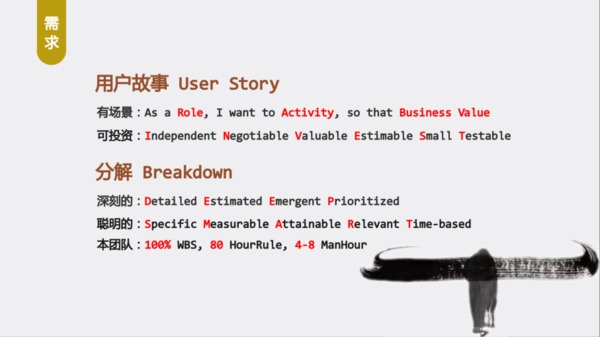 需求
用户故事 User Story
有场景：As a Role, I want to Activity, so that Business Value
可投资：Independent Negotiable Valuable Estimable Small Testable
分解 Breakdown
深刻的：Detailed Estimated Emergent Prioritized
聪明的：Specific Measurable Attainable Relevant Time-based
本团队：100% WBS, 80 HourRule, 4-8 ManHour